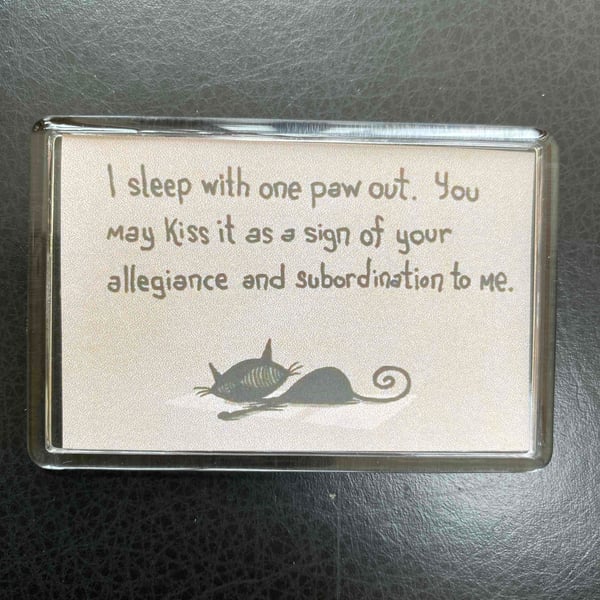 I sleep with one paw out. You
may kiss it as a sign of your
allegiance and subordination to me.